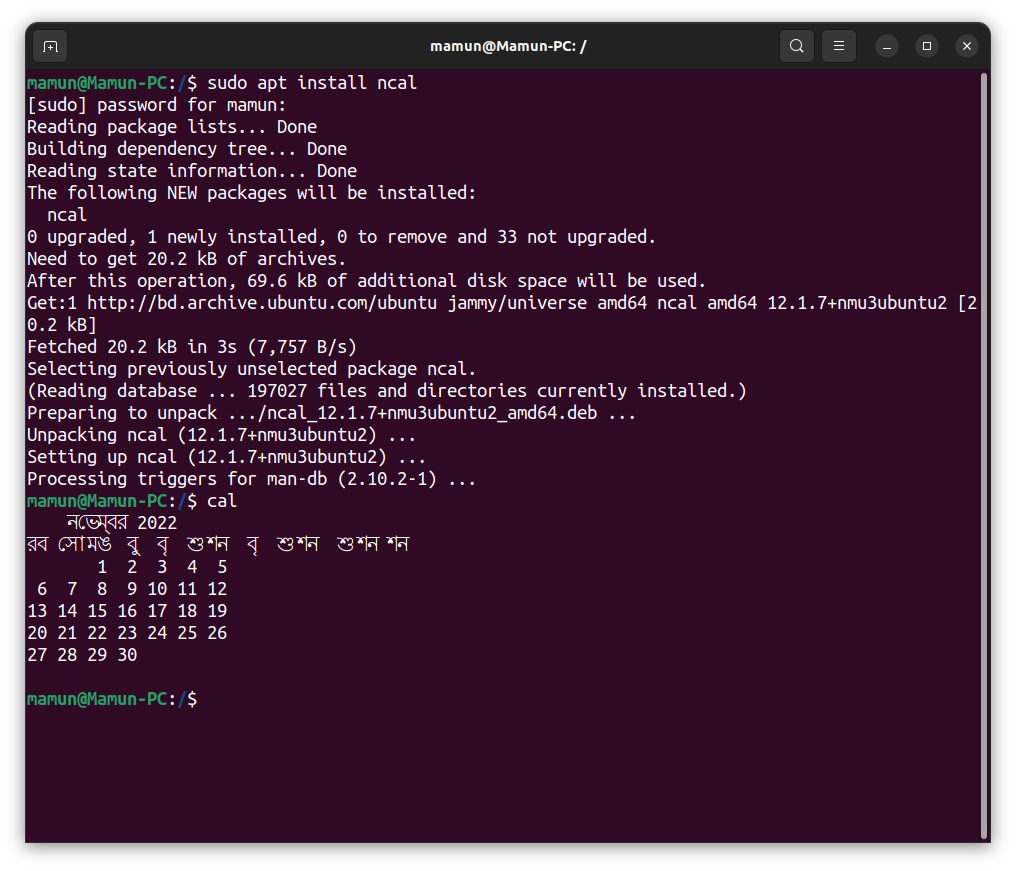 mamun@Mamun-PC: /
mamun@Mamun-PC:/$ sudo apt install ncal
[sudo] password for mamun:
Reading package lists... Done
Building dependency tree... Done
Reading state information... Done
The following NEW packages will be installed:
  ncal
0 upgraded, 1 newly installed, 0 to remove and 33 not upgraded.
Need to get 20.2 kB of archives.
After this operation, 69.6 kB of additional disk space will be used.
Get:1 http://bd.archive.ubuntu.com/ubuntu jammy/universe amd64 ncal amd64 12.1.7+nmu3ubuntu2 [2
0.2 kB]
Fetched 20.2 kB in 3s (7,757 B/s)
Selecting previously unselected package ncal.
(Reading database ... 197027 files and directories currently installed.)
Preparing to unpack .../ncal_12.1.7+nmu3ubuntu2_amd64.deb ...
Unpacking ncal (12.1.7+nmu3ubuntu2) ...
Setting up ncal (12.1.7+nmu3ubuntu2) ...
Processing triggers for man-db (2.10.2-1) ...
mamun@Mamun-PC:/$ cal
    নভেম্বর 2022
রব সোমঙ বু বৃ শুশন বৃ শুশন শুশন শন
       1  2  3  4  5
 6  7  8  9 10 11 12
13 14 15 16 17 18 19
20 21 22 23 24 25 26
27 28 29 30
mamun@Mamun-PC:/$